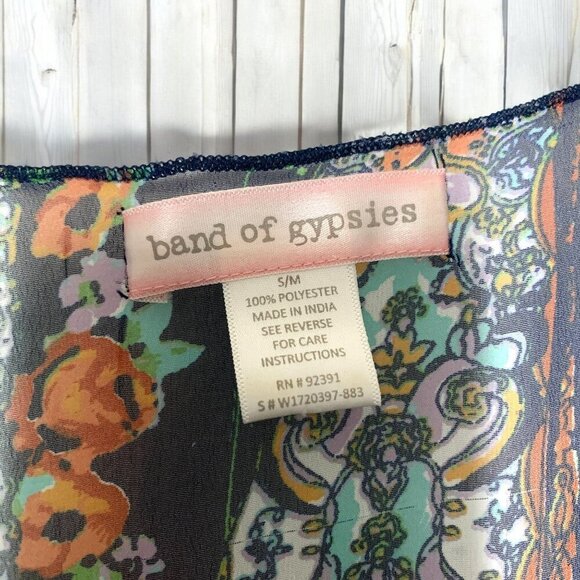 band of gypsies
S/M
100% POLYESTER
MADE IN INDIA
SEE REVERSE
FOR CARE
INSTRUCTIONS
RN # 92391
S # W1720397-883